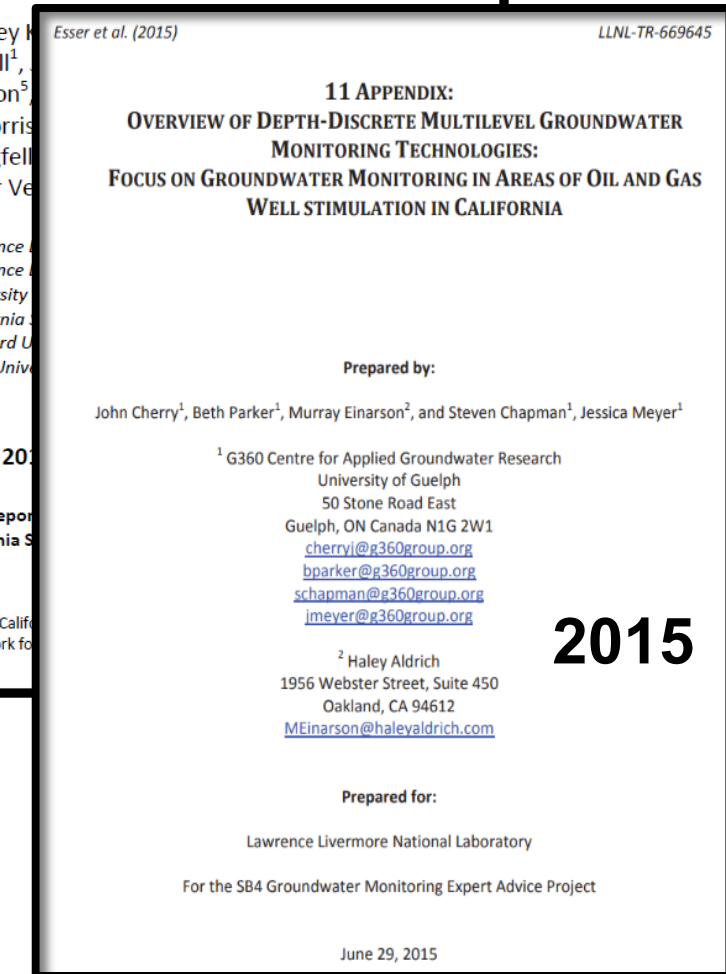 Esser et al. (2015) LLNL-TR-669645
11 APPENDIX:
OVERVIEW OF DEPTH-DISCRETE MULTILEVEL GROUNDWATER
MONITORING TECHNOLOGIES:
FOCUS ON GROUNDWATER MONITORING IN AREAS OF OIL AND GAS
WELL STIMULATION IN CALIFORNIA
Prepared by:
John Cherry¹, Beth Parker¹, Murray Einarson², and Steven Chapman¹, Jessica Meyer¹
¹ G360 Centre for Applied Groundwater Research
University of Guelph
50 Stone Road East
Guelph, ON Canada N1G 2W1
cherryj@g360group.org
bparker@g360group.org
schapman@g360group.org
jmeyer@g360group.org
2015
² Haley Aldrich
1956 Webster Street, Suite 450
Oakland, CA 94612
MEinarson@haleyaldrich.com
Prepared for:
Lawrence Livermore National Laboratory
For the SB4 Groundwater Monitoring Expert Advice Project
June 29, 2015